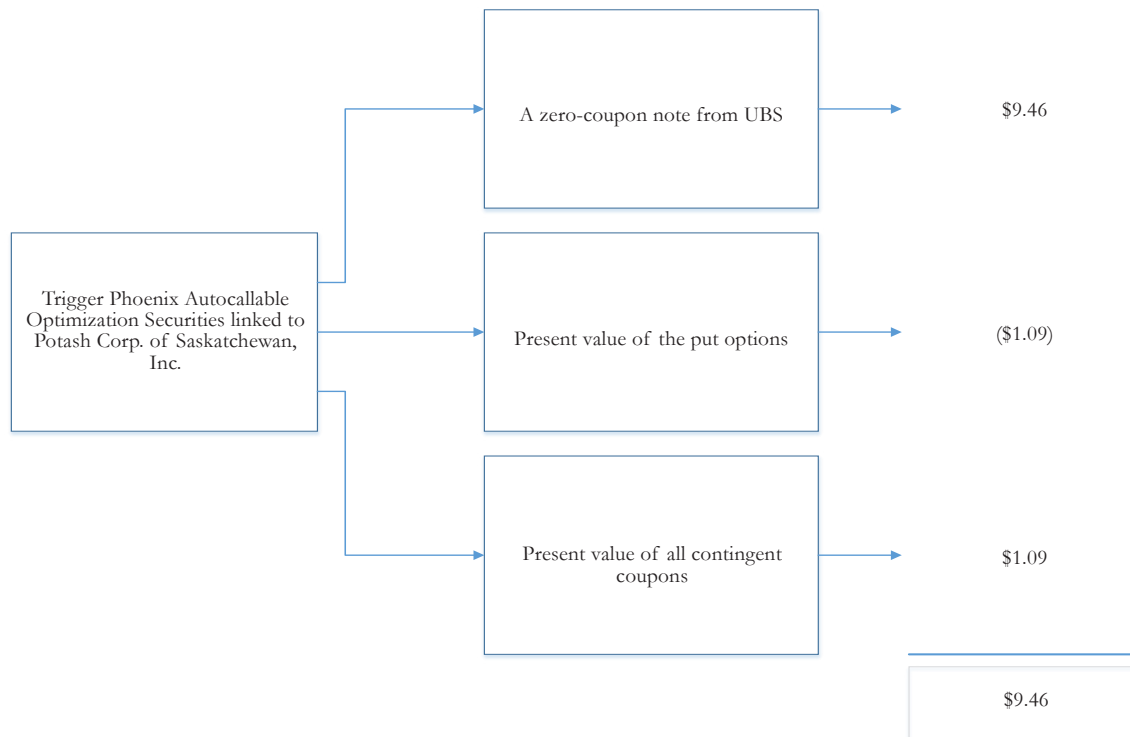 A zero-coupon note from UBS
$9.46
Trigger Phoenix Autocallable
Optimization Securities linked to
Potash Corp. of Saskatchewan,
Inc.
Present value of the put options
($1.09)
Present value of all contingent
coupons
$1.09
$9.46